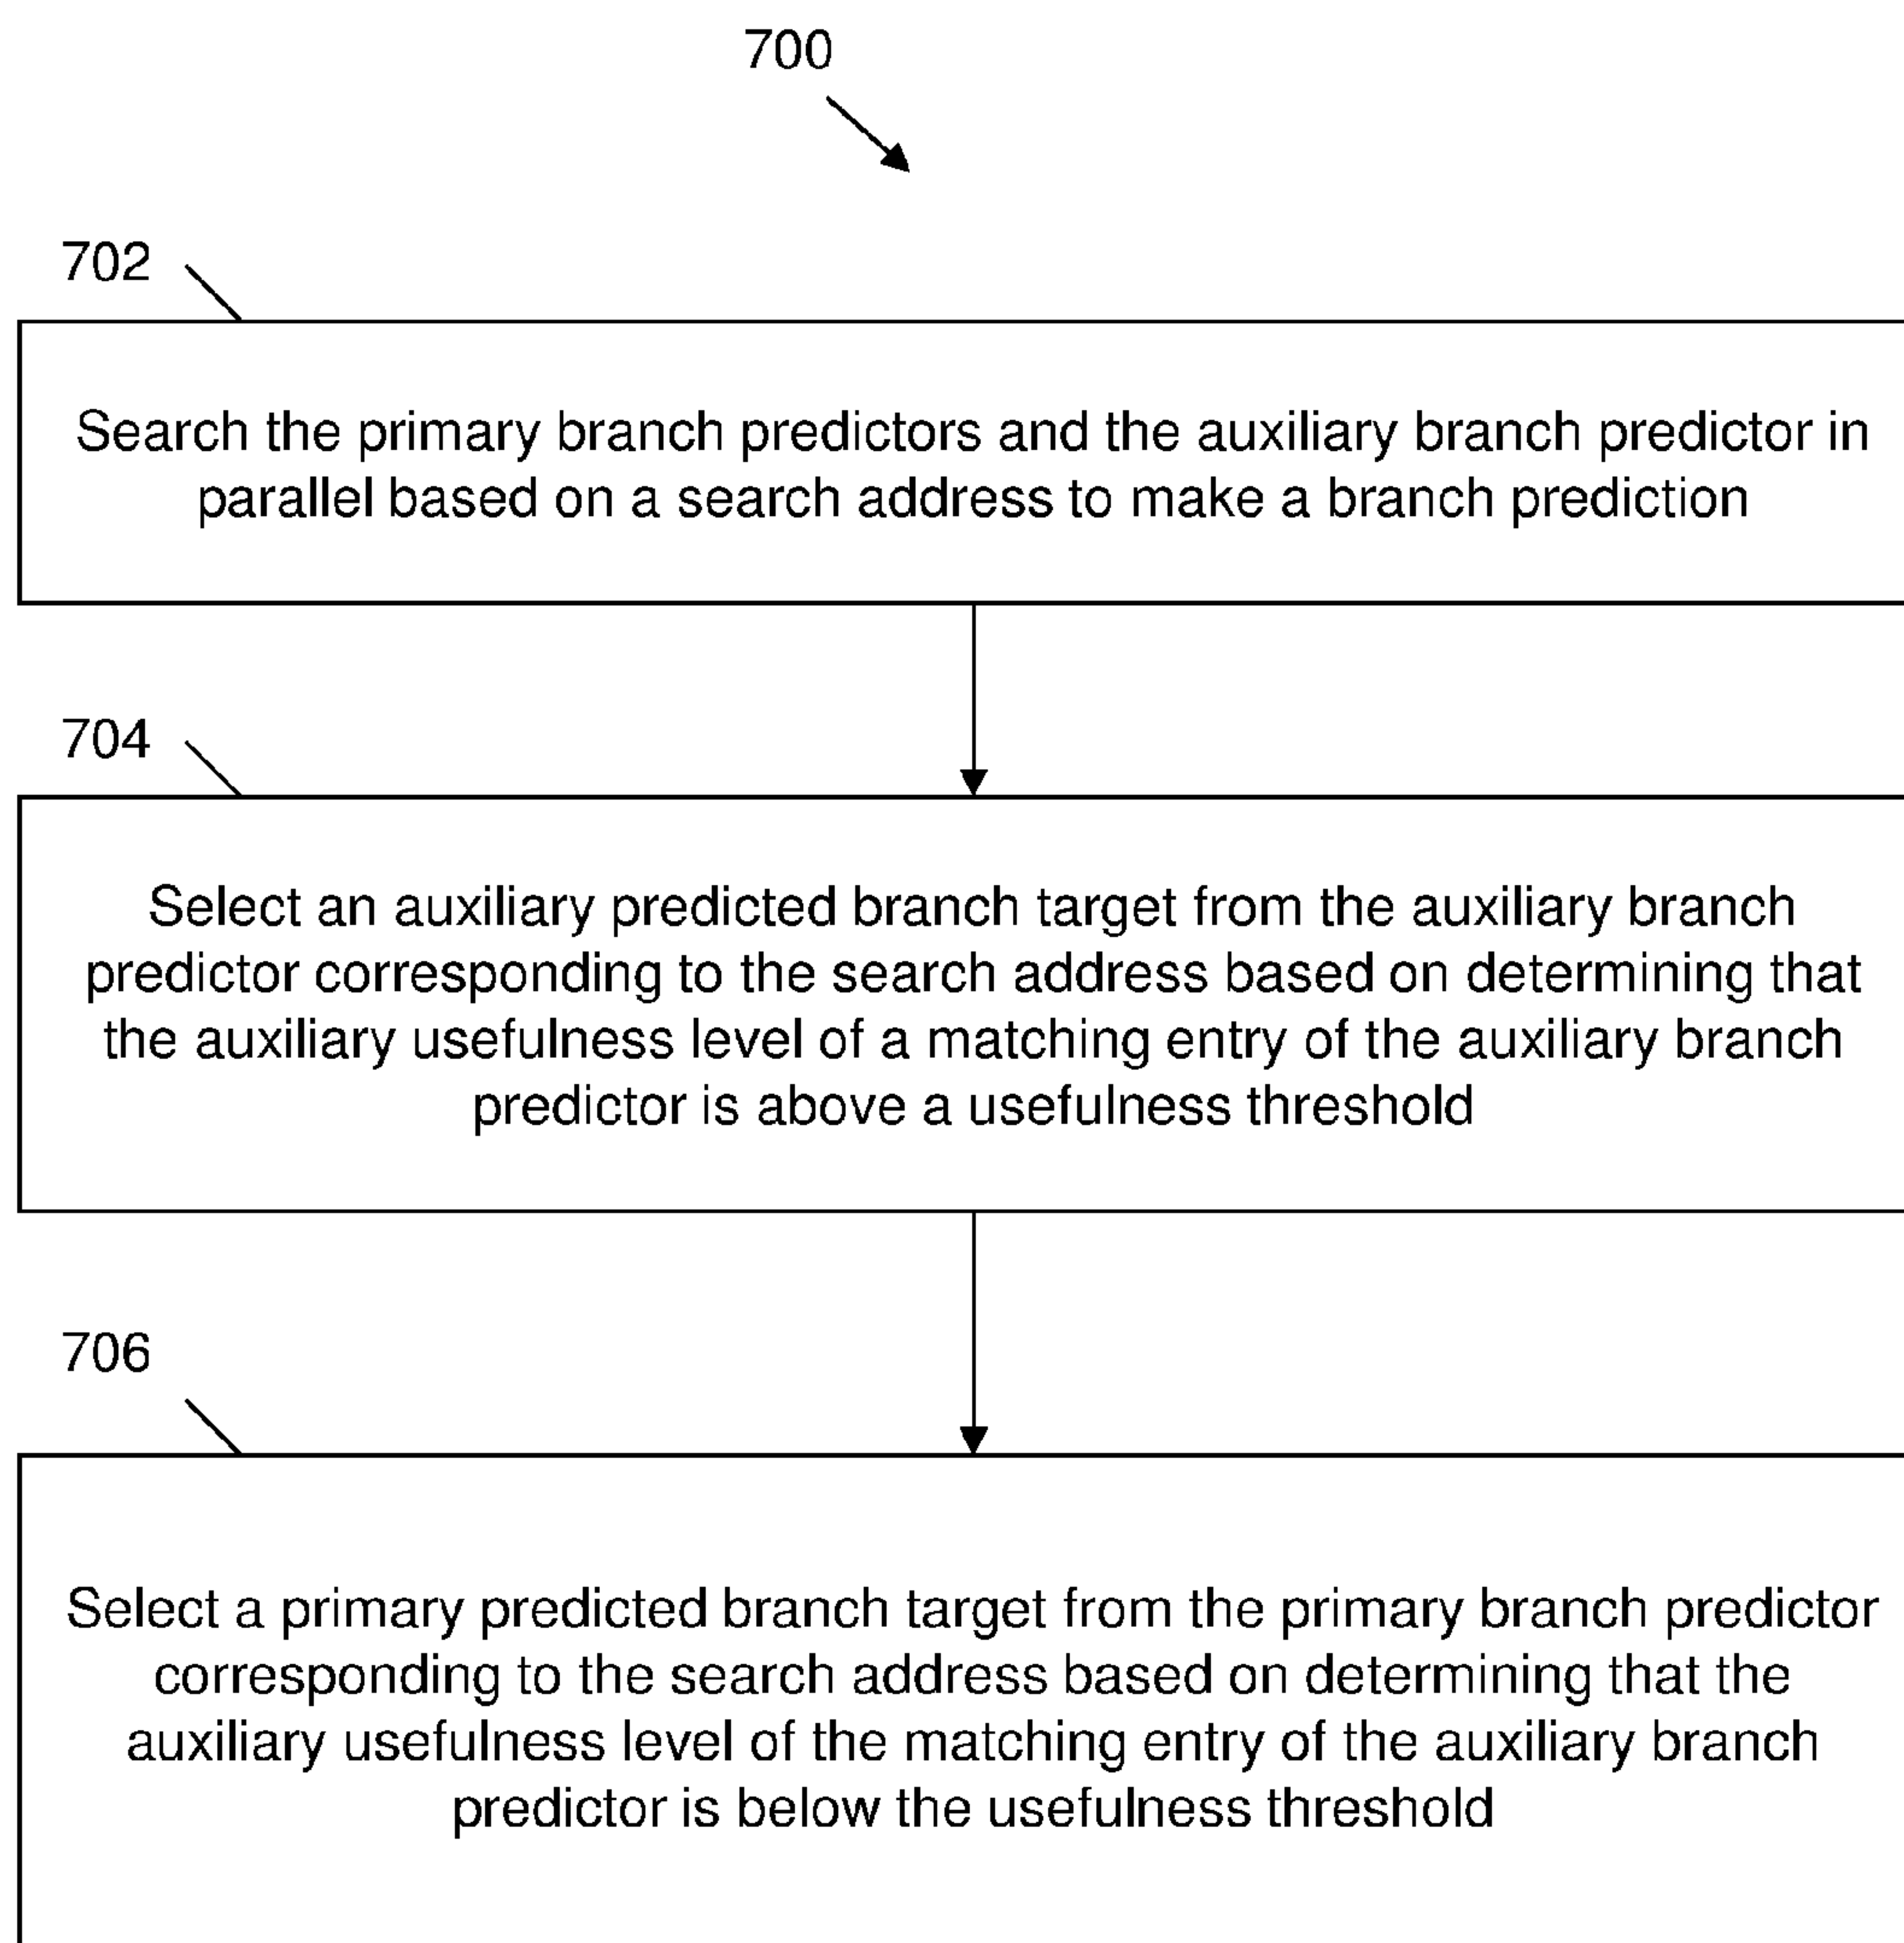 700
702
Search the primary branch predictors and the auxiliary branch predictor in
parallel based on a search address to make a branch prediction
704
Select an auxiliary predicted branch target from the auxiliary branch
predictor corresponding to the search address based on determining that
the auxiliary usefulness level of a matching entry of the auxiliary branch
predictor is above a usefulness threshold
706
Select a primary predicted branch target from the primary branch predictor
corresponding to the search address based on determining that the
auxiliary usefulness level of the matching entry of the auxiliary branch
predictor is below the usefulness threshold